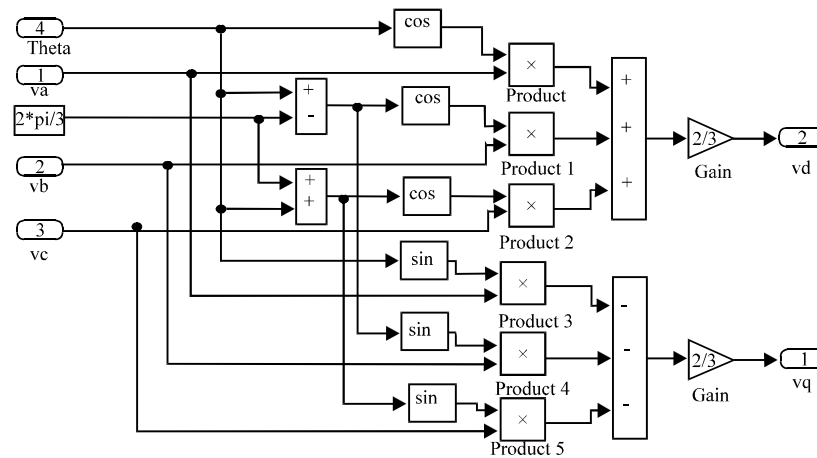 4
Theta
cos
×
Product
1
va
+
-
cos
2*pi/3
×
Product 1
2
vb
+
+
cos
×
Product 2
3
vc
+
+
+
2/3
Gain
2
vd
sin
×
Product 3
sin
×
Product 4
sin
×
Product 5
-
-
-
2/3
Gain
1
vq